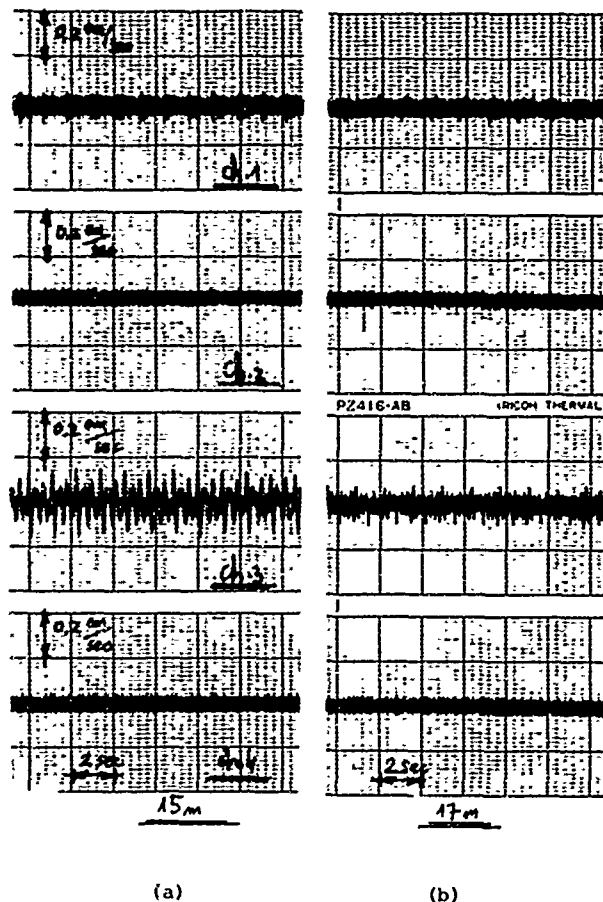 0,2 cm/sec
ch.1
0,2 cm/sec
Ch.2
PZ416-AB (RICOH THERMAL
0,2 cm/sec
Ch.3
0,2 cm/sec
2 sec
ch.4
2 sec
15 m
17 m
(a) (b)